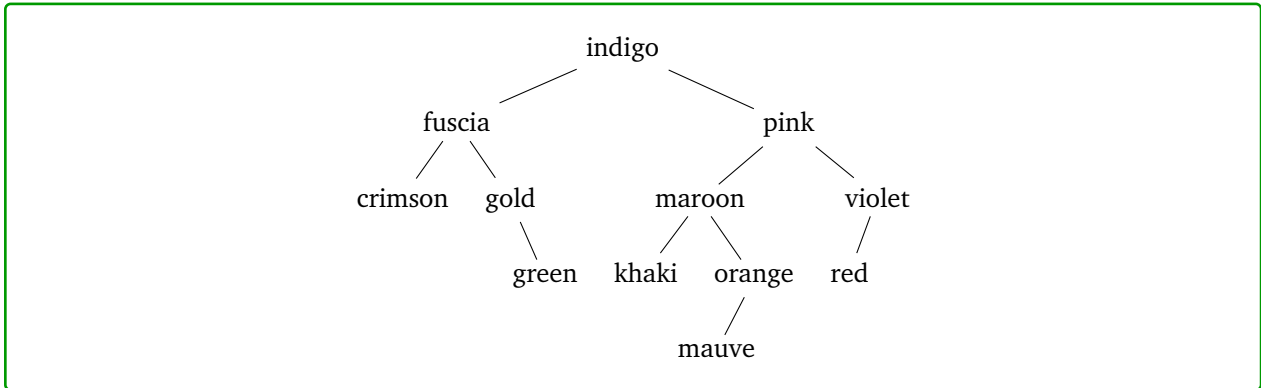 indigo
fuscia pink
crimson gold maroon violet
green khaki orange red
mauve